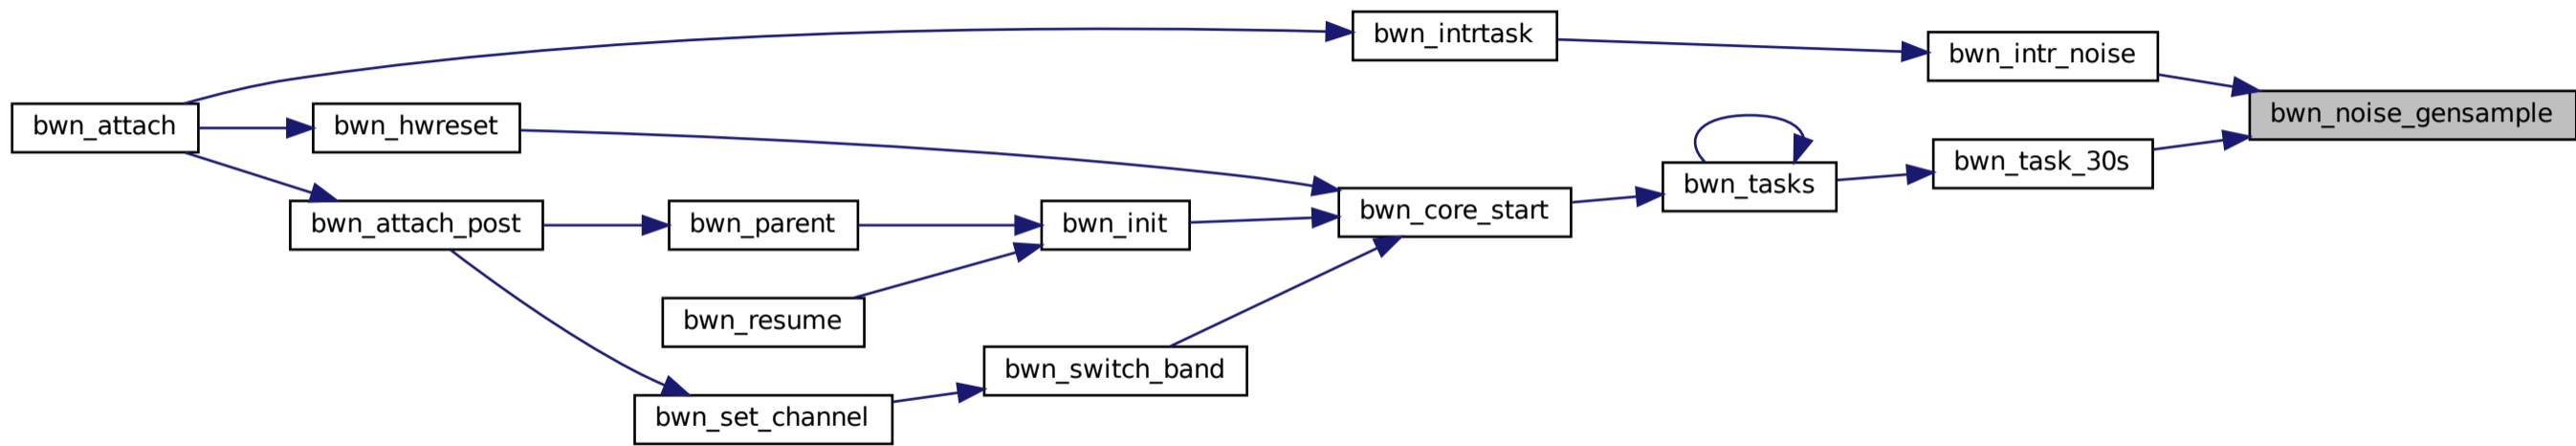 bwn_intrtask
bwn_intr_noise
bwn_noise_gensample
bwn_attach
bwn_hwreset
bwn_task_30s
bwn_tasks
bwn_core_start
bwn_attach_post
bwn_parent
bwn_init
bwn_resume
bwn_switch_band
bwn_set_channel